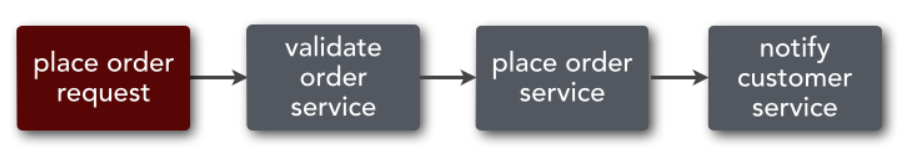 place order
request
validate
order
service
place order
service
notify
customer
service